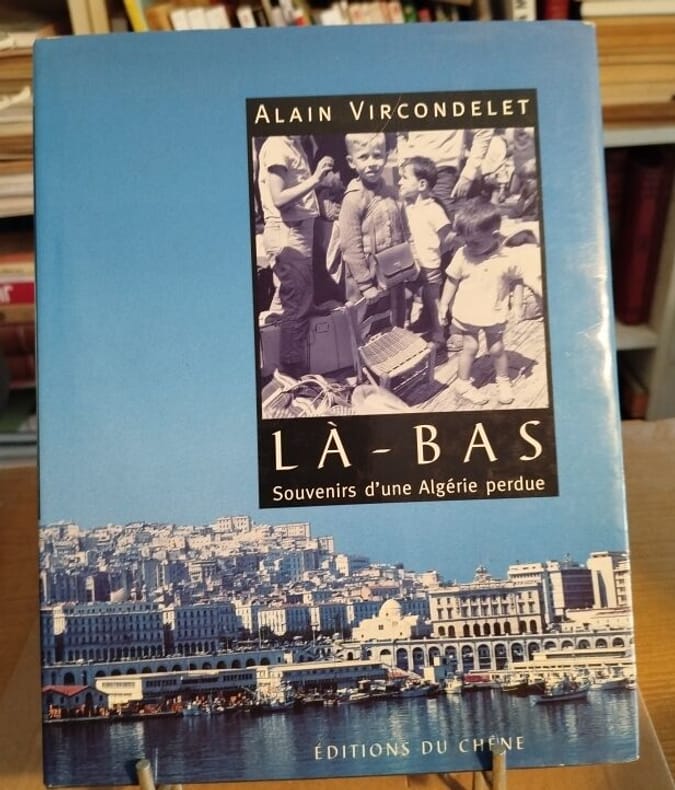 ALAIN VIRCONDELET
LÀ - BAS
Souvenirs d'une Algérie perdue
ÉDITIONS DU CHÊNE